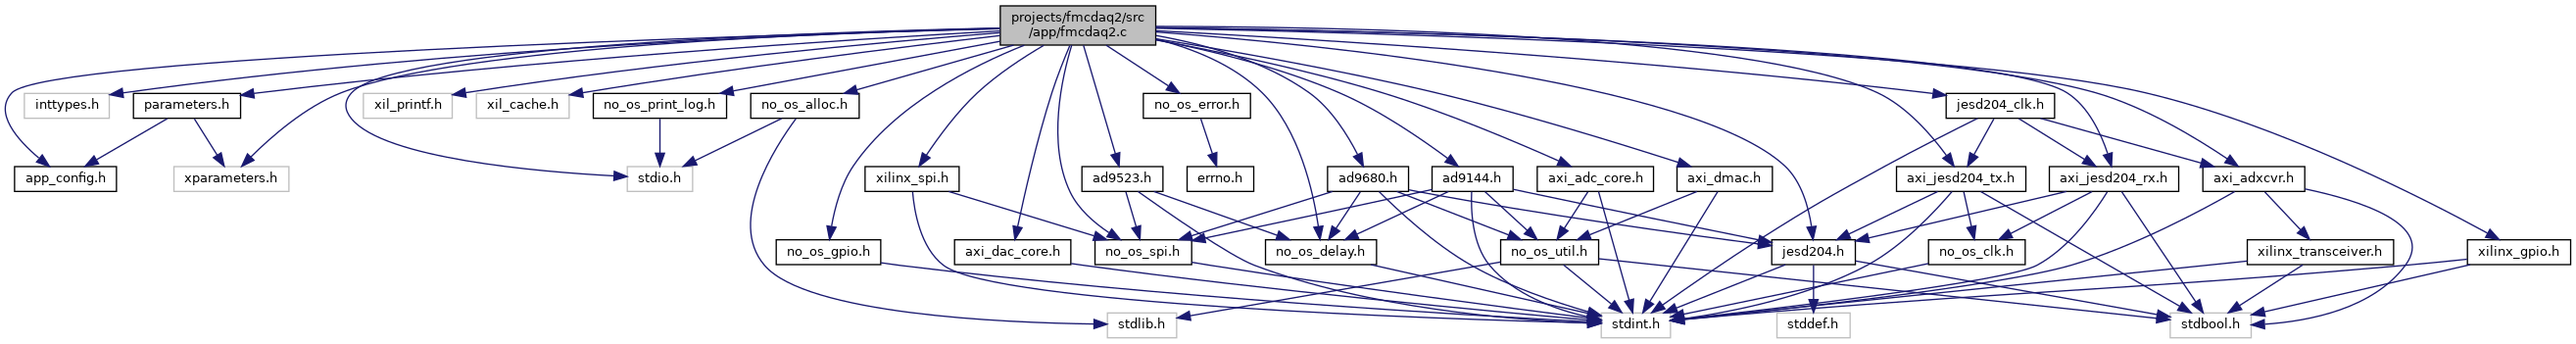 projects/fmcdaq2/src
/app/fmcdaq2.c
inttypes.h
parameters.h
xil_printf.h
xil_cache.h
no_os_print_log.h
no_os_alloc.h
no_os_error.h
jesd204_clk.h
app_config.h
xparameters.h
stdio.h
xilinx_spi.h
ad9523.h
errno.h
ad9680.h
ad9144.h
axi_adc_core.h
axi_dmac.h
axi_jesd204_tx.h
axi_jesd204_rx.h
axi_adxcvr.h
no_os_gpio.h
axi_dac_core.h
no_os_spi.h
no_os_delay.h
no_os_util.h
jesd204.h
no_os_clk.h
xilinx_transceiver.h
xilinx_gpio.h
stdlib.h
stdint.h
stddef.h
stdbool.h